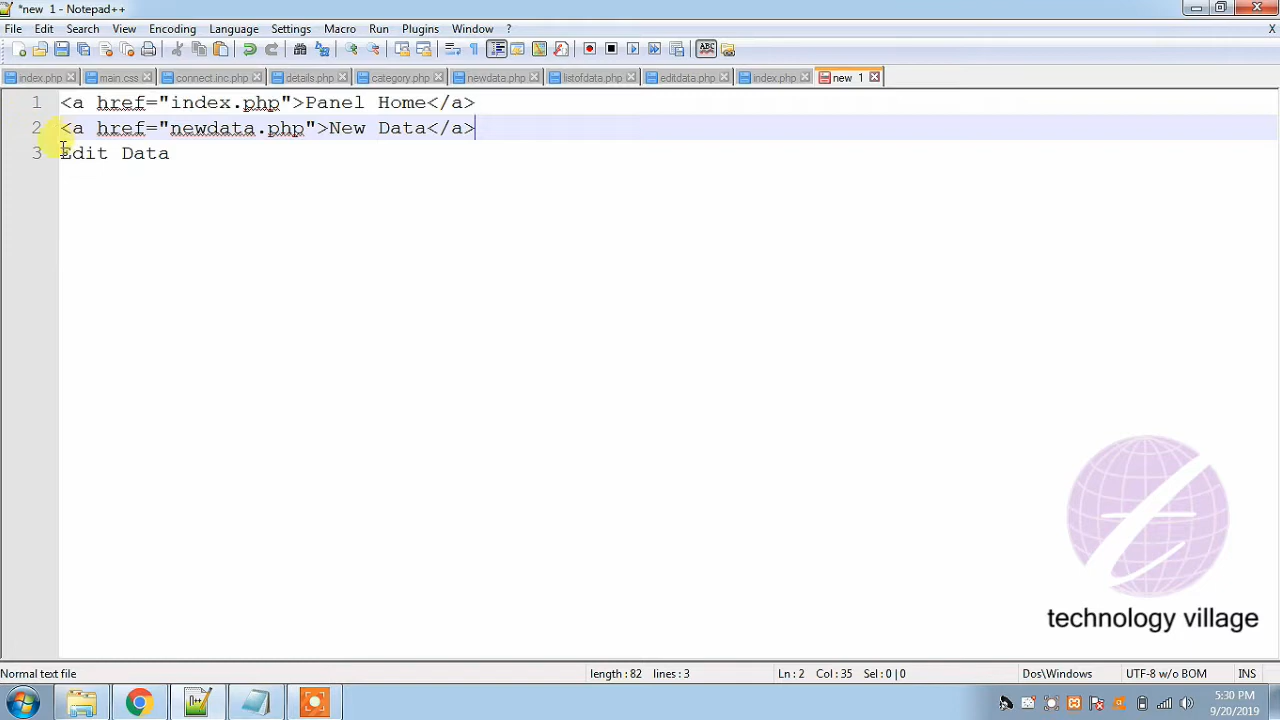 *new 1 - Notepad++
File Edit Search View Encoding Language Settings Macro Run Plugins Window ? X
index.php main.css connect.inc.php details.php category.php newdata.php listofdata.php editdata.php index.php new 1
1 <a href="index.php">Panel Home</a>
2 <a href="newdata.php">New Data</a>
3 Edit Data
technology village
Normal text file length : 82 lines : 3 Ln : 2 Col : 35 Sel : 0 | 0 Dos\Windows UTF-8 w/o BOM INS
5:30 PM
9/20/2019